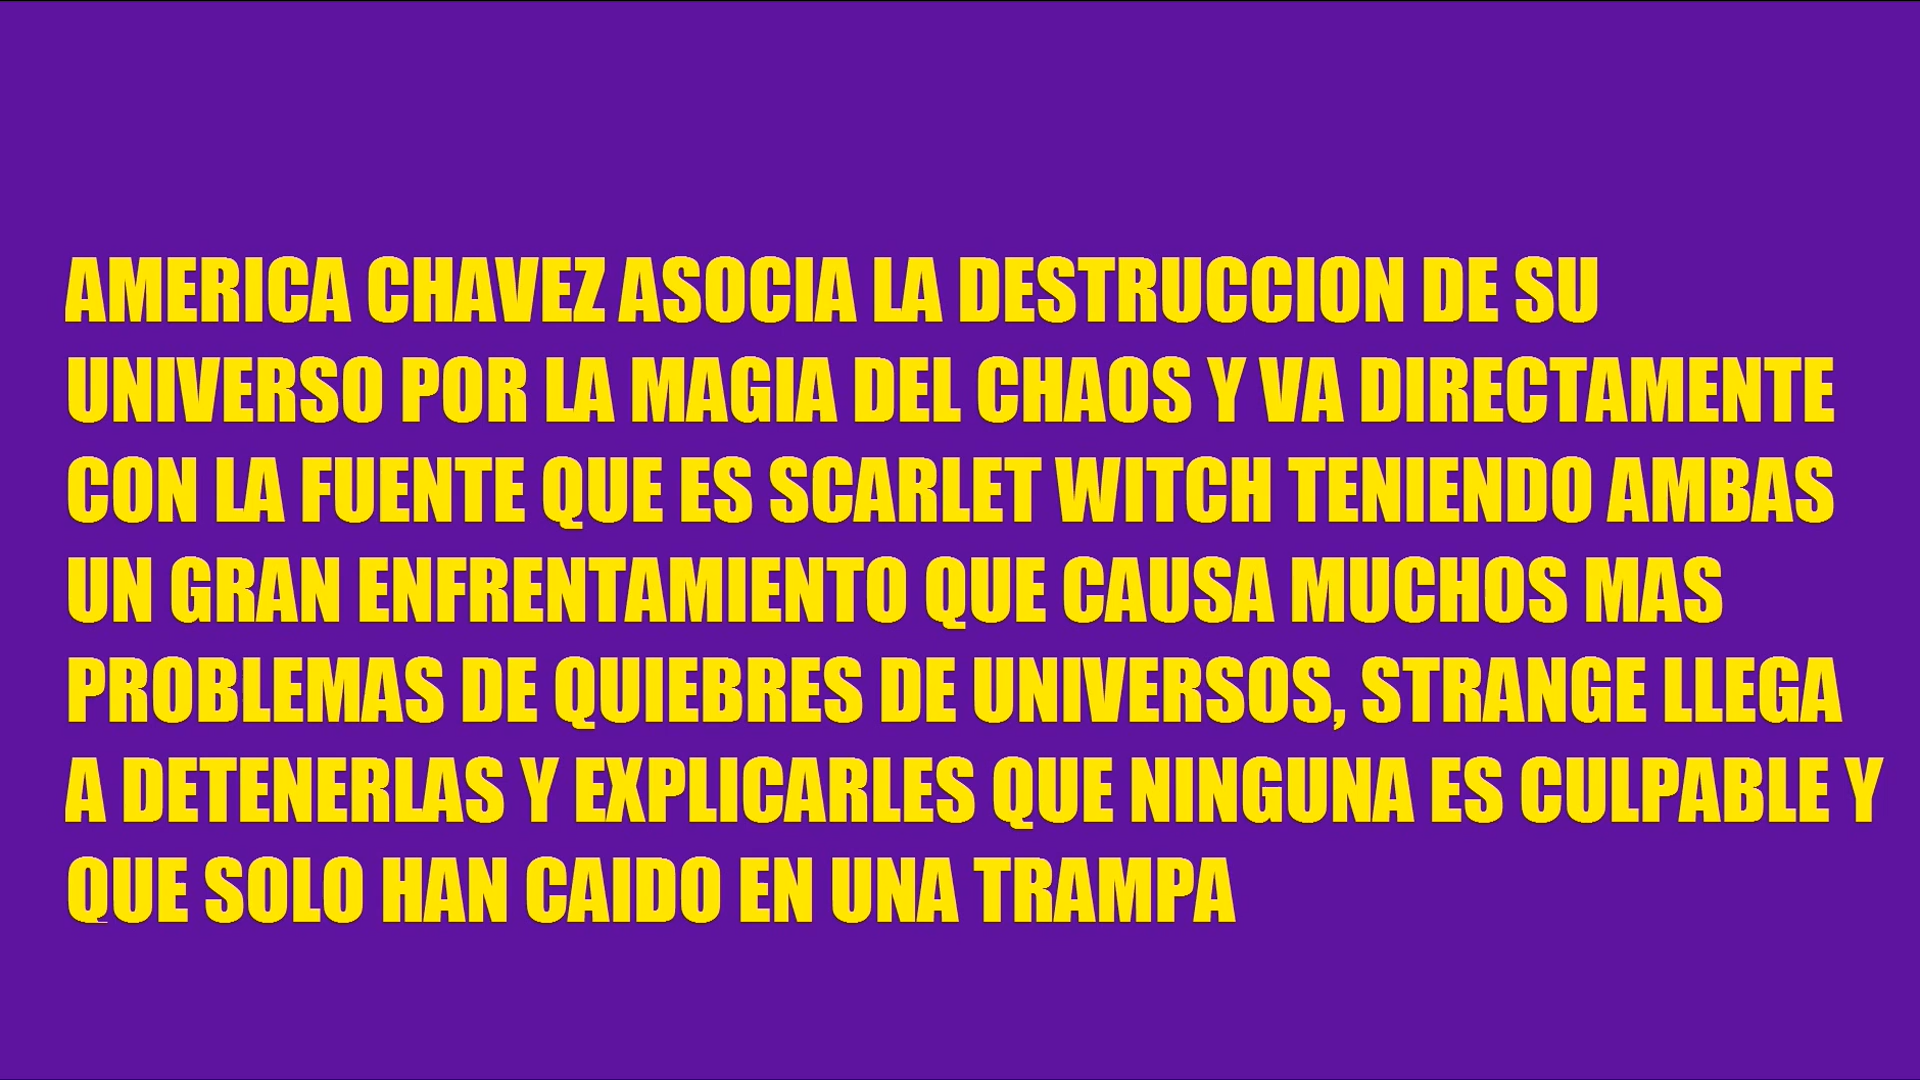 AMERICA CHAVEZ ASOCIA LA DESTRUCCION DE SU
UNIVERSO POR LA MAGIA DEL CHAOS Y VA DIRECTAMENTE
CON LA FUENTE QUE ES SCARLET WITCH TENIENDO AMBAS
UN GRAN ENFRENTAMIENTO QUE CAUSA MUCHOS MAS
PROBLEMAS DE QUIEBRES DE UNIVERSOS, STRANGE LLEGA
A DETENERLAS Y EXPLICARLES QUE NINGUNA ES CULPABLE Y
QUE SOLO HAN CAIDO EN UNA TRAMPA